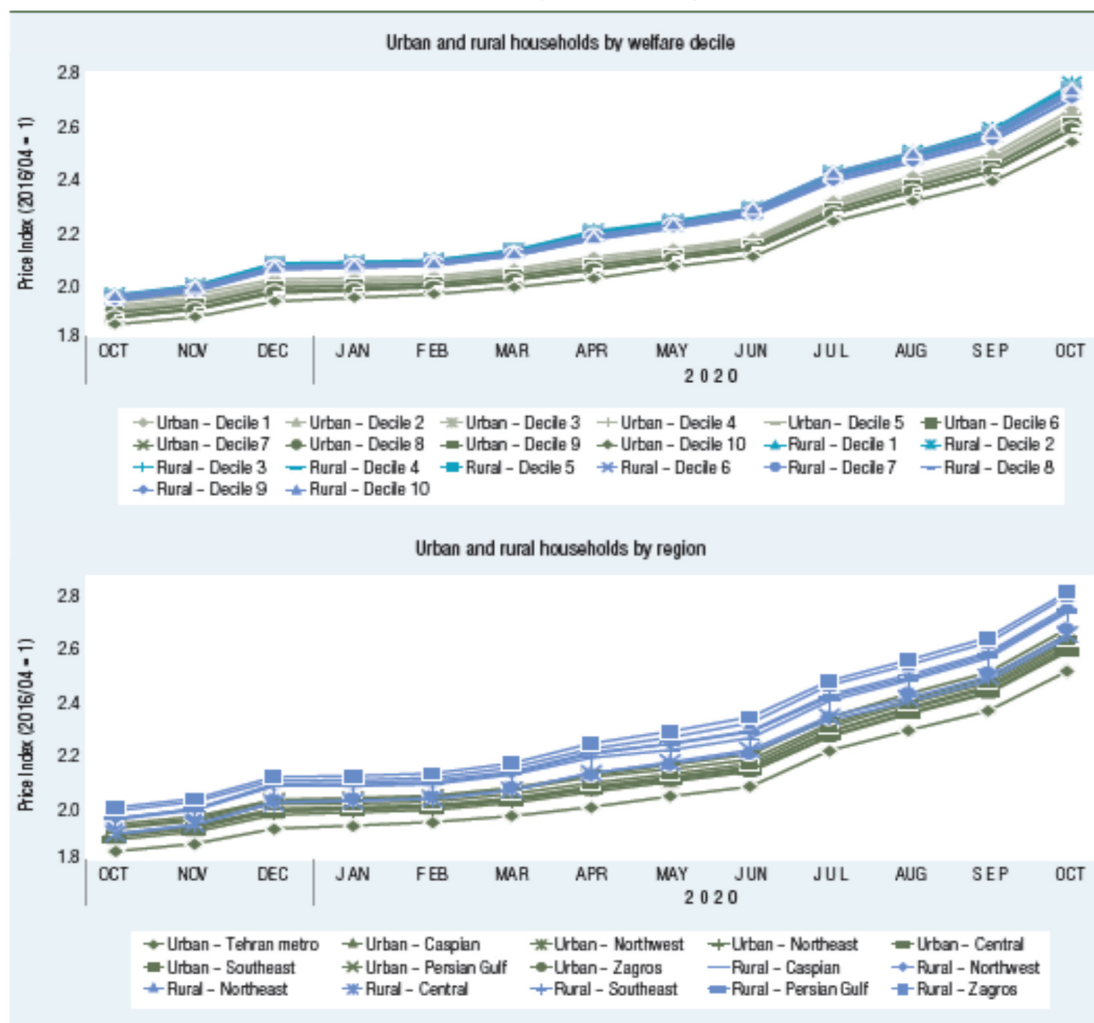 Urban and rural households by welfare decile
Price Index (2016/04 = 1)
2.8
2.6
2.4
2.2
2.0
1.8
OCT NOV DEC JAN FEB MAR APR MAY JUN JUL AUG SEP OCT
2020
Urban – Decile 1 Urban – Decile 2 Urban – Decile 3 Urban – Decile 4 Urban – Decile 5 Urban – Decile 6
Urban – Decile7 Urban – Decile 8 Urban – Decile 9 Urban – Decile 10 Rural – Decile 1 Rural – Decile 2
Rural – Decile 3 Rural – Decile 4 Rural – Decile 5 Rural – Decile 6 Rural – Decile 7 Rural – Decile 8
Rural – Decile 9 Rural – Decile 10
Urban and rural households by region
Price Index (2016/04 = 1)
2.8
2.6
2.4
2.2
2.0
1.8
OCT NOV DEC JAN FEB MAR APR MAY JUN JUL AUG SEP OCT
2020
Urban – Tehran metro Urban – Caspian Urban – Northwest Urban – Northeast Urban – Central
Urban – Southeast Urban – Persian Gulf Urban – Zagros Rural – Caspian Rural – Northwest
Rural – Northeast Rural – Central Rural – Southeast Rural – Persian Gulf Rural – Zagros